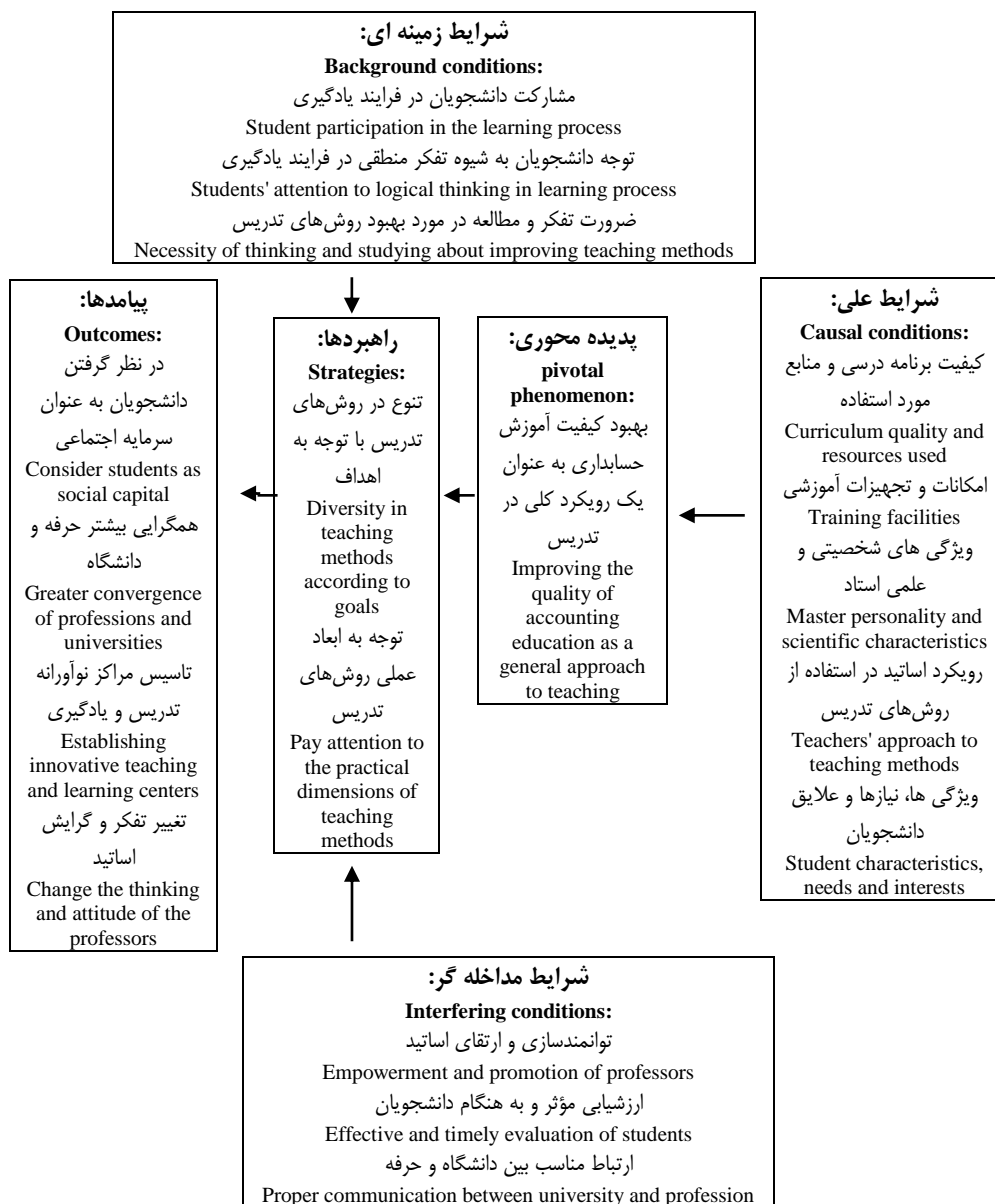 شرایط زمینه ای:
Background conditions:
مشارکت دانشجویان در فرایند یادگیری
Student participation in the learning process
توجه دانشجویان به شیوه تفکر منطقی در فرایند یادگیری
Students' attention to logical thinking in learning process
ضرورت تفکر و مطالعه در مورد بهبود روش‌های تدریس
Necessity of thinking and studying about improving teaching methods
شرایط علی:
Causal conditions:
کیفیت برنامه درسی و منابع
مورد استفاده
Curriculum quality and
resources used
امکانات و تجهیزات آموزشی
Training facilities
ویژگی های شخصیتی و
علمی استاد
Master personality and
scientific characteristics
رویکرد اساتید در استفاده از
روش‌های تدریس
Teachers' approach to
teaching methods
ویژگی ها، نیازها و علایق
دانشجویان
Student characteristics,
needs and interests
پدیده محوری:
pivotal
phenomenon:
بهبود کیفیت آموزش
حسابداری به عنوان
یک رویکرد کلی در
تدریس
Improving the
quality of
accounting
education as a
general approach
to teaching
راهبردها:
Strategies:
تنوع در روش‌های
تدریس با توجه به
اهداف
Diversity in
teaching
methods
according to
goals
توجه به ابعاد
عملی روش‌های
تدریس
Pay attention to
the practical
dimensions of
teaching
methods
پیامدها:
Outcomes:
در نظر گرفتن
دانشجویان به عنوان
سرمایه اجتماعی
Consider students as
social capital
همگرایی بیشتر حرفه و
دانشگاه
Greater convergence
of professions and
universities
تاسیس مراکز نوآورانه
تدریس و یادگیری
Establishing
innovative teaching
and learning centers
تغییر تفکر و گرایش
اساتید
Change the thinking
and attitude of the
professors
شرایط مداخله گر:
Interfering conditions:
توانمندسازی و ارتقای اساتید
Empowerment and promotion of professors
ارزشیابی مؤثر و به هنگام دانشجویان
Effective and timely evaluation of students
ارتباط مناسب بین دانشگاه و حرفه
Proper communication between university and profession